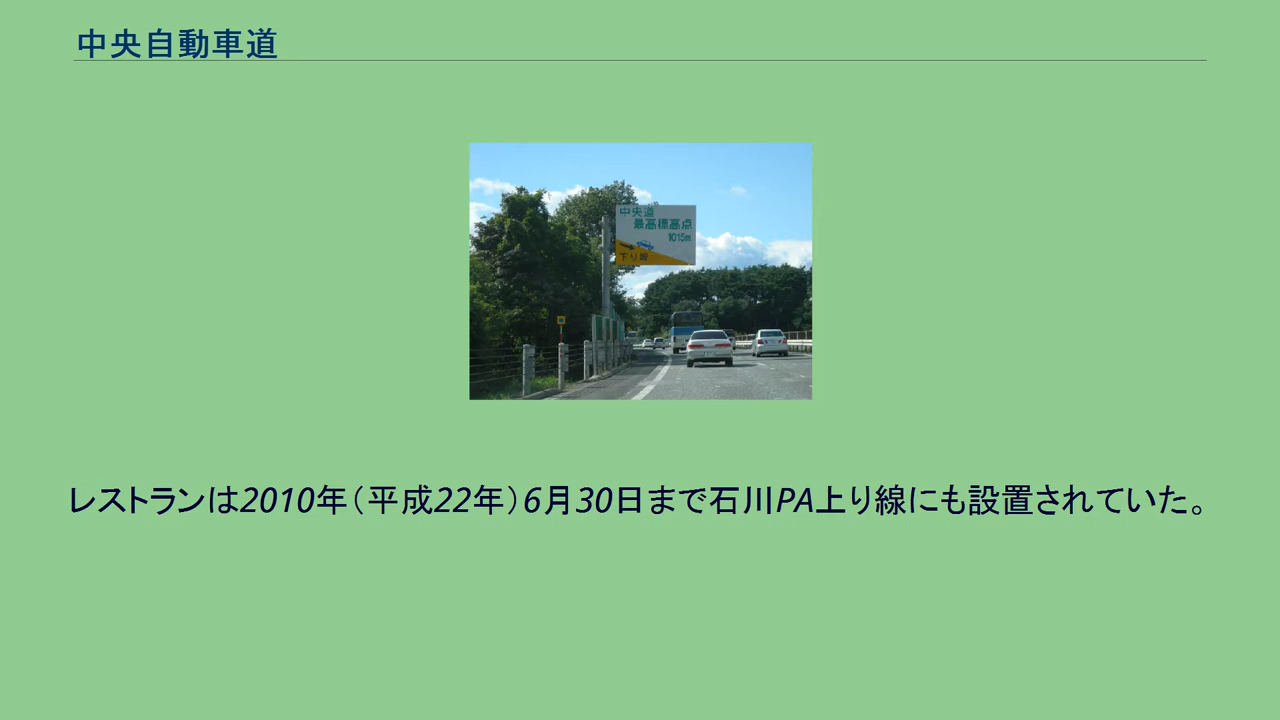 中央自動車道
中央道
最高標高点
1015m
下り坂
レストランは2010年（平成22年）6月30日まで石川PA上り線にも設置されていた。